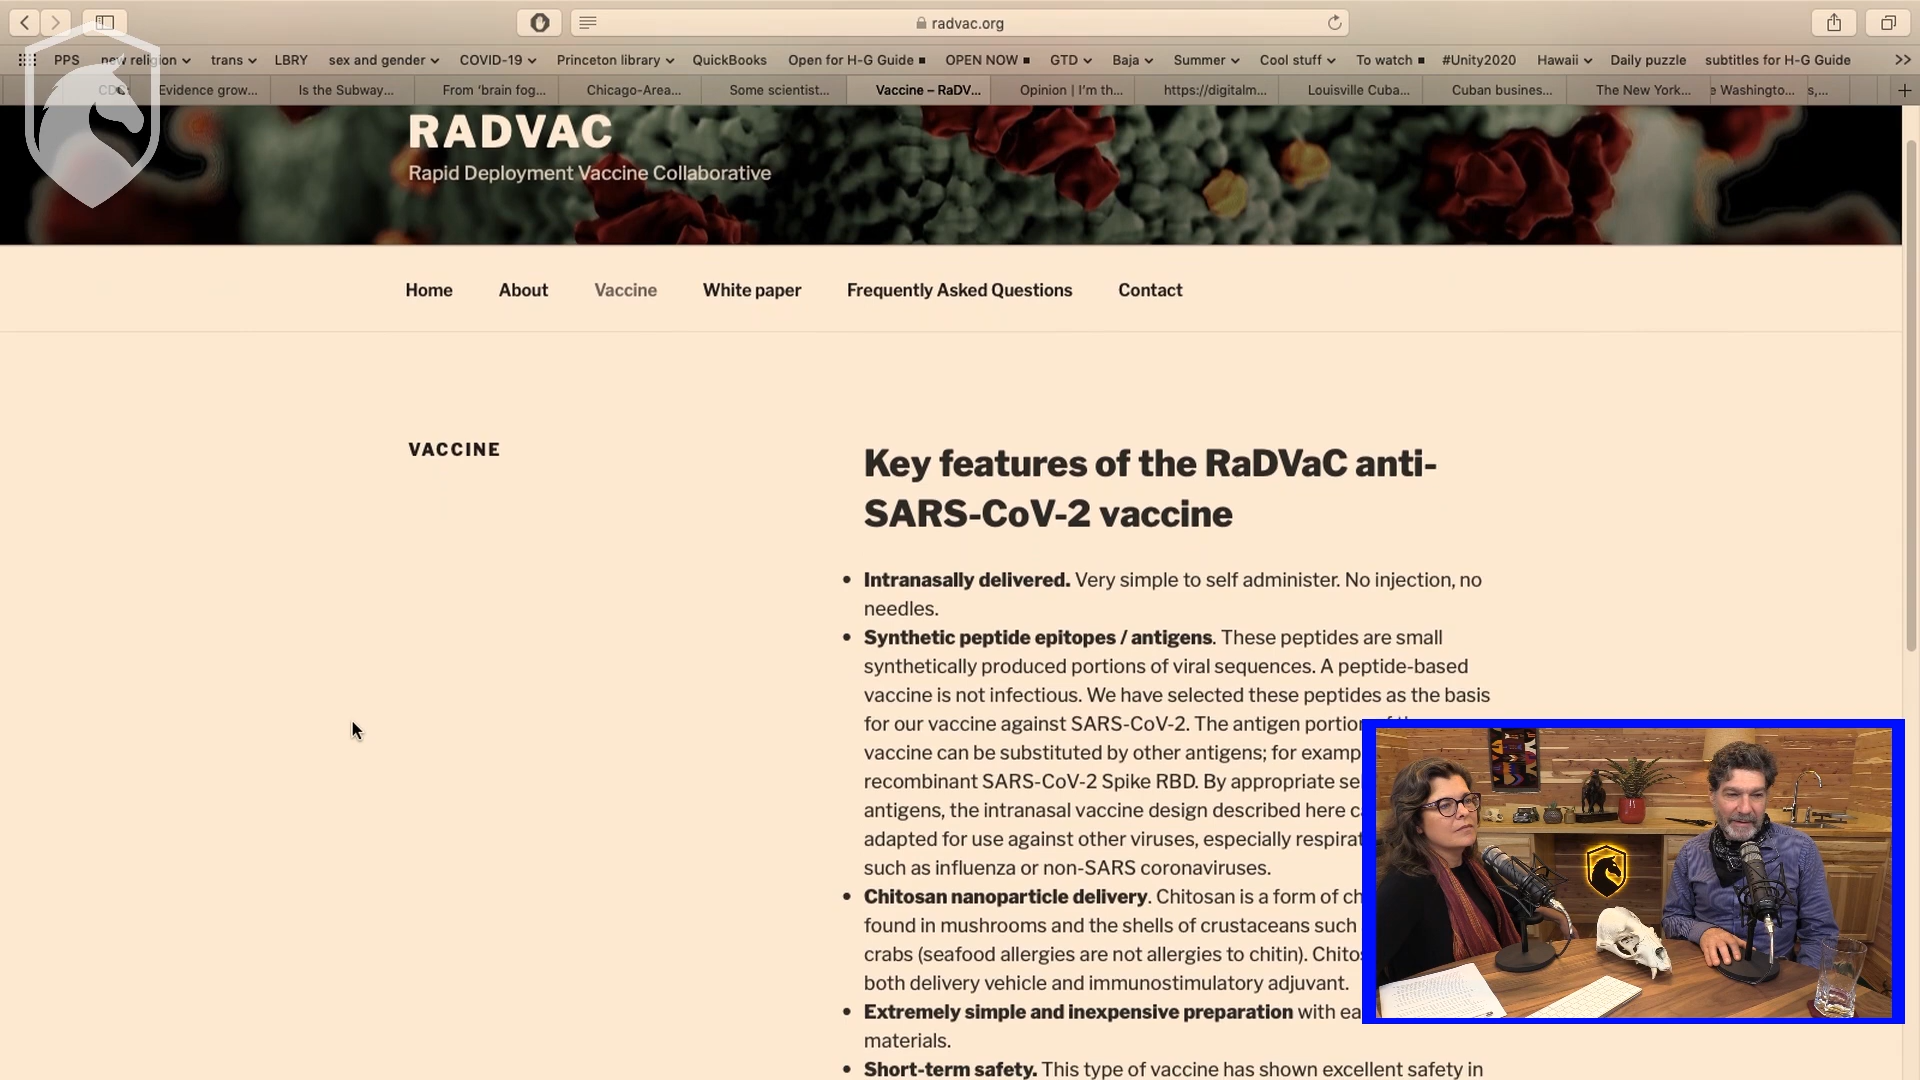 radvac.org
PPS new religion trans LBRY sex and gender COVID-19 Princeton library QuickBooks Open for H-G Guide OPEN NOW GTD Baja Summer Cool stuff To watch #Unity2020 Hawaii Daily puzzle subtitles for H-G Guide
Evidence grow... Is the Subway... From ‘brain fog... Chicago-Area... Some scientist... Vaccine – RaDV... Opinion | I'm th... https://digitalm... Louisville Cuba... Cuban busines... The New York... e Washingto... s,...
RADVAC
Rapid Deployment Vaccine Collaborative
Home About Vaccine White paper Frequently Asked Questions Contact
VACCINE
Key features of the RaDVaC anti-
SARS-CoV-2 vaccine
Intranasally delivered. Very simple to self administer. No injection, no
needles.
Synthetic peptide epitopes / antigens. These peptides are small
synthetically produced portions of viral sequences. A peptide-based
vaccine is not infectious. We have selected these peptides as the basis
for our vaccine against SARS-CoV-2. The antigen portion
vaccine can be substituted by other antigens; for examp
recombinant SARS-CoV-2 Spike RBD. By appropriate se
antigens, the intranasal vaccine design described here c
adapted for use against other viruses, especially respirat
such as influenza or non-SARS coronaviruses.
Chitosan nanoparticle delivery. Chitosan is a form of ch
found in mushrooms and the shells of crustaceans such
crabs (seafood allergies are not allergies to chitin). Chito
both delivery vehicle and immunostimulatory adjuvant.
Extremely simple and inexpensive preparation with ea
materials.
Short-term safety. This type of vaccine has shown excellent safety in